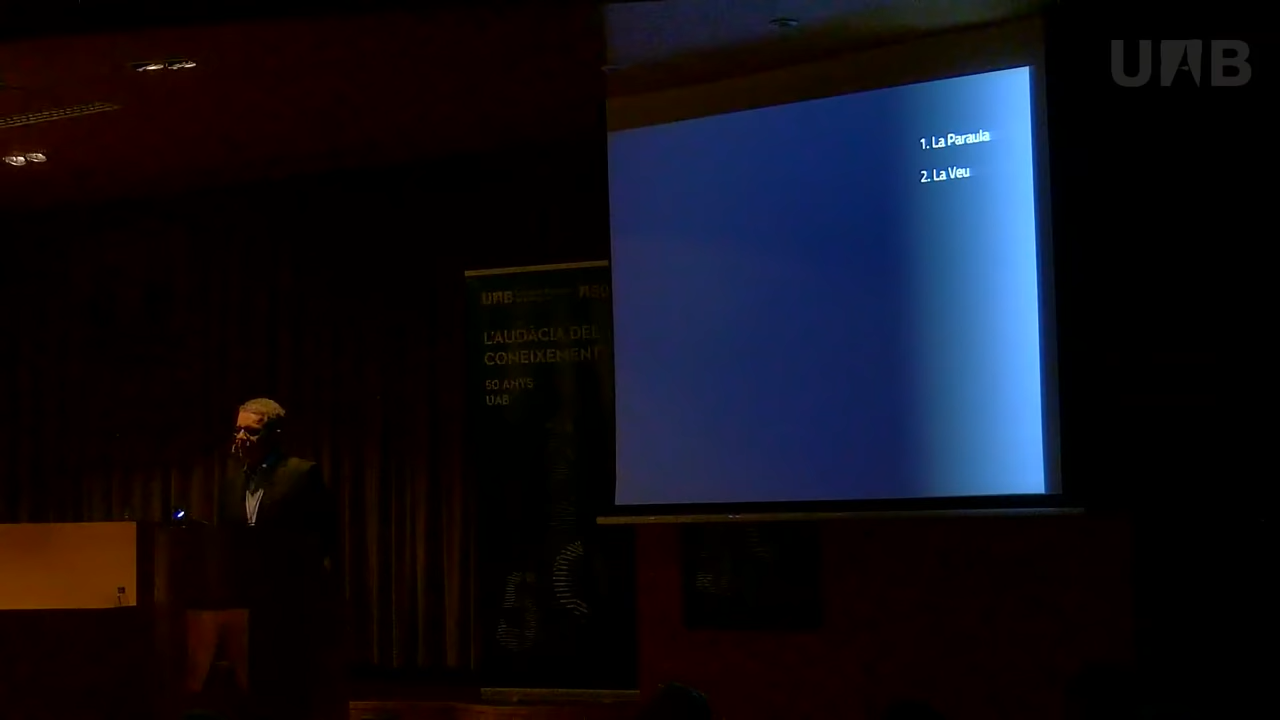 UAB
1. La Paraula
2. La Veu
UAB
L'AUDÀCIA DEL
CONEIXEMENT
50 ANYS
UAB